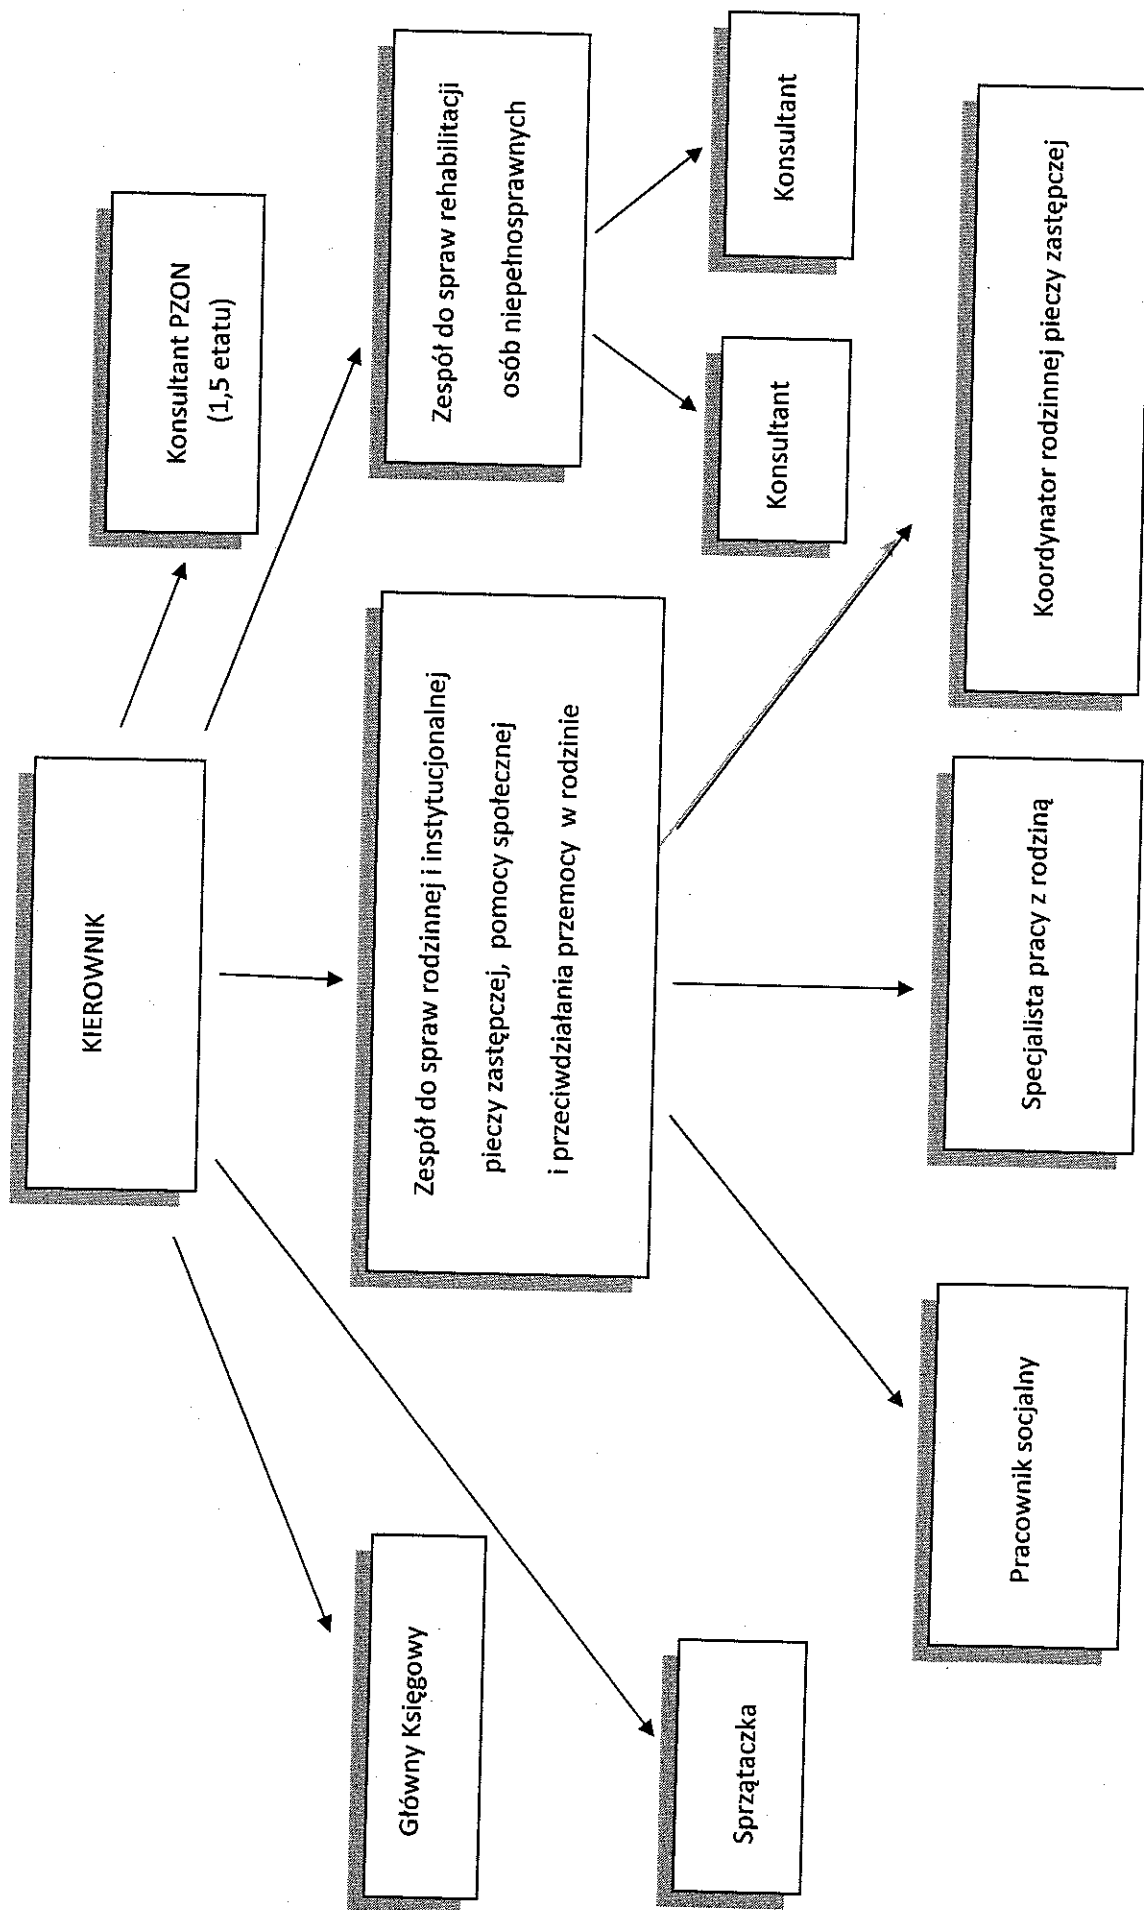 KIEROWNIK
Konsultant PZON
(1,5 etatu)
Główny Księgowy
Zespół do spraw rodzinnej i instytucjonalnej
pieczy zastępczej, pomocy społecznej
i przeciwdziałania przemocy w rodzinie
Zespół do spraw rehabilitacji
osób niepełnosprawnych
Sprzątaczka
Konsultant
Konsultant
Pracownik socjalny
Specjalista pracy z rodziną
Koordynator rodzinnej pieczy zastępczej